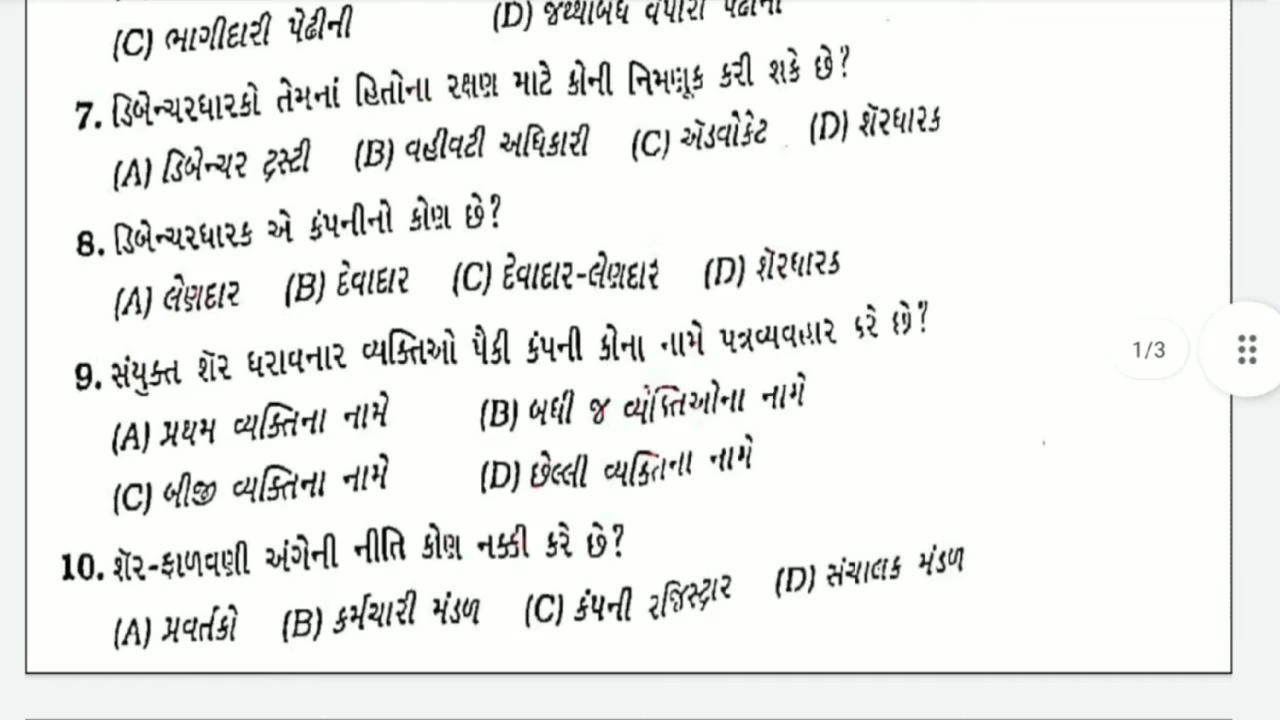 (C) ભાગીદારી પેઢીની (D) જથ્થાબંધ વેપારી પેઢીની
7. ડિબેન્ચરધારકો તેમનાં હિતોના રક્ષણ માટે કોની નિમણૂક કરી શકે છે?
(A) ડિબેન્ચર ટ્રસ્ટી (B) વહીવટી અધિકારી (C) ઍડવોકેટ (D) શૅરધારક
8. ડિબેન્ચરધારક એ કંપનીનો કોણ છે?
(A) લેણદાર (B) દેવાદાર (C) દેવાદાર-લેણદાર (D) શૅરધારક
9. સંયુક્ત શૅર ધરાવનાર વ્યક્તિઓ પૈકી કંપની કોના નામે પત્રવ્યવહાર કરે છે?
(A) પ્રથમ વ્યક્તિના નામે (B) બધી જ વ્યક્તિઓના નામે
(C) બીજી વ્યક્તિના નામે (D) છેલ્લી વ્યક્તિના નામે
1/3
10. શૅર-ફાળવણી અંગેની નીતિ કોણ નક્કી કરે છે?
(A) પ્રવર્તકો (B) કર્મચારી મંડળ (C) કંપની રજિસ્ટ્રાર (D) સંચાલક મંડળ